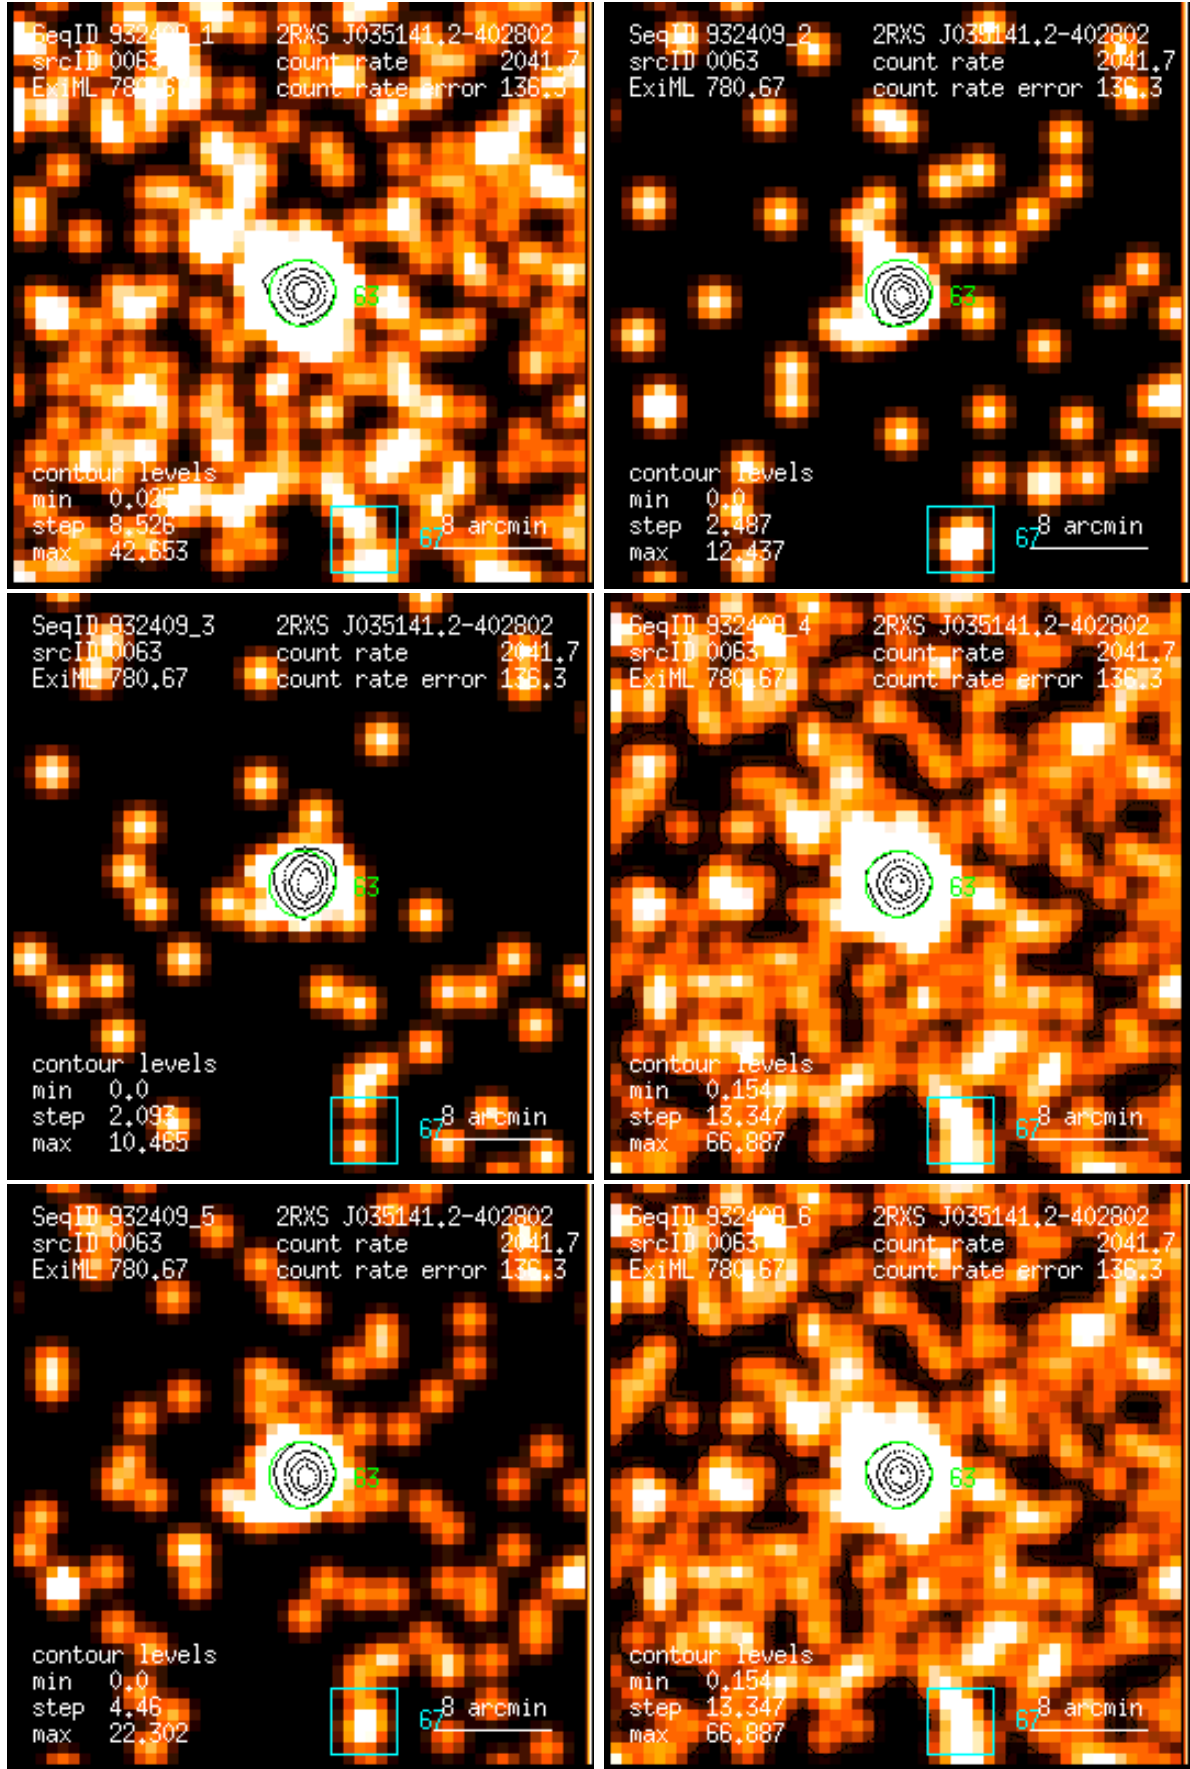 SeqID 932409_1 2RXS J035141.2-402802
srcID 0063 count rate 2041.7
ExiML 780.67 count rate error 136.3
63
contour levels
min 0.025
step 8.526 67 8 arcmin
max 42.653
SeqID 932409_2 2RXS J035141.2-402802
srcID 0063 count rate 2041.7
ExiML 780.67 count rate error 136.3
63
contour levels
min 0.0
step 2.487 67 8 arcmin
max 12.437
SeqID 932409_3 2RXS J035141.2-402802
srcID 0063 count rate 2041.7
ExiML 780.67 count rate error 136.3
63
contour levels
min 0.0
step 2.093 67 8 arcmin
max 10.465
SeqID 932409_4 2RXS J035141.2-402802
srcID 0063 count rate 2041.7
ExiML 780.67 count rate error 136.3
63
contour levels
min 0.154
step 13.347 67 8 arcmin
max 66.887
SeqID 932409_5 2RXS J035141.2-402802
srcID 0063 count rate 2041.7
ExiML 780.67 count rate error 136.3
63
contour levels
min 0.0
step 4.46 67 8 arcmin
max 22.302
SeqID 932409_6 2RXS J035141.2-402802
srcID 0063 count rate 2041.7
ExiML 780.67 count rate error 136.3
63
contour levels
min 0.154
step 13.347 67 8 arcmin
max 66.887